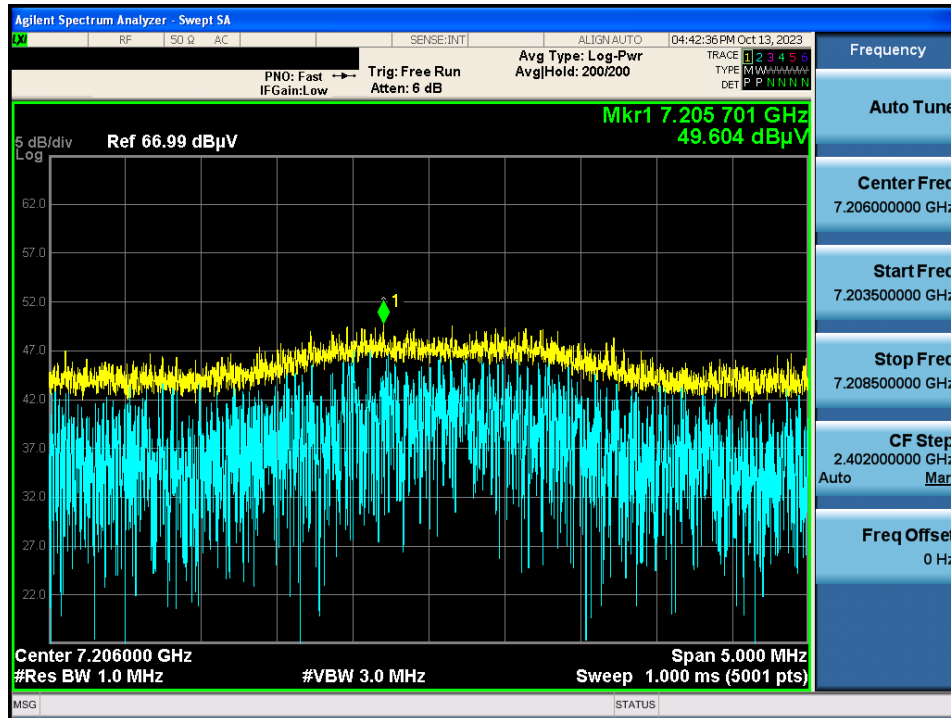 Agilent Spectrum Analyzer - Swept SA
LXI RF 50 Ω AC SENSE:INT ALIGN AUTO 04:42:36 PM Oct 13, 2023
Frequency
PNO: Fast
IFGain:Low
Trig: Free Run
Atten: 6 dB
Avg Type: Log-Pwr
Avg|Hold: 200/200
TRACE 1 2 3 4 5 6
TYPE M W W W W W
DET P P N N N N
Mkr1 7.205 701 GHz
49.604 dBµV
5 dB/div
Log
Ref 66.99 dBµV
62.0
57.0
52.0
47.0
42.0
37.0
32.0
27.0
22.0
1
Center 7.206000 GHz
Span 5.000 MHz
#Res BW 1.0 MHz
#VBW 3.0 MHz
Sweep 1.000 ms (5001 pts)
Auto Tune
Center Freq
7.206000000 GHz
Start Freq
7.203500000 GHz
Stop Freq
7.208500000 GHz
CF Step
2.402000000 GHz
Auto Man
Freq Offset
0 Hz
MSG
STATUS